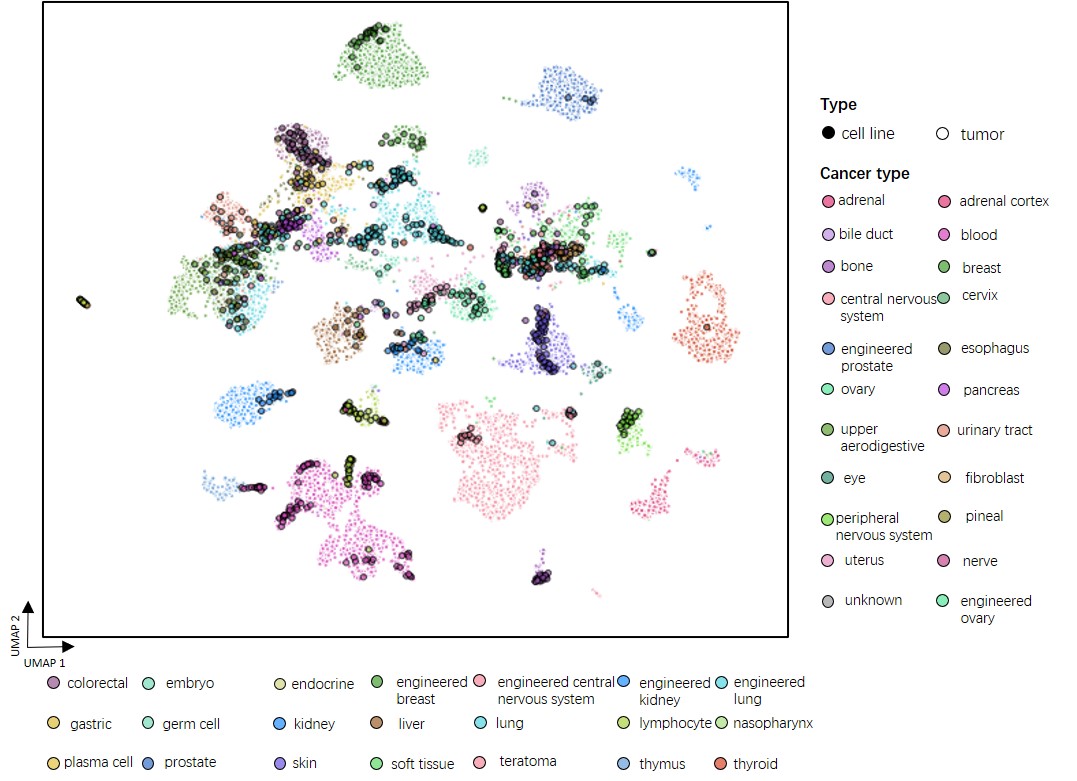 Type
cell line
tumor
Cancer type
adrenal
adrenal cortex
bile duct
blood
bone
breast
central nervous
system
cervix
engineered
prostate
esophagus
ovary
pancreas
upper
aerodigestive
urinary tract
eye
fibroblast
peripheral
nervous system
pineal
uterus
nerve
unknown
engineered
ovary
UMAP 2
UMAP 1
colorectal
embryo
endocrine
engineered
breast
engineered central
nervous system
engineered
kidney
engineered
lung
gastric
germ cell
kidney
liver
lung
lymphocyte
nasopharynx
plasma cell
prostate
skin
soft tissue
teratoma
thymus
thyroid